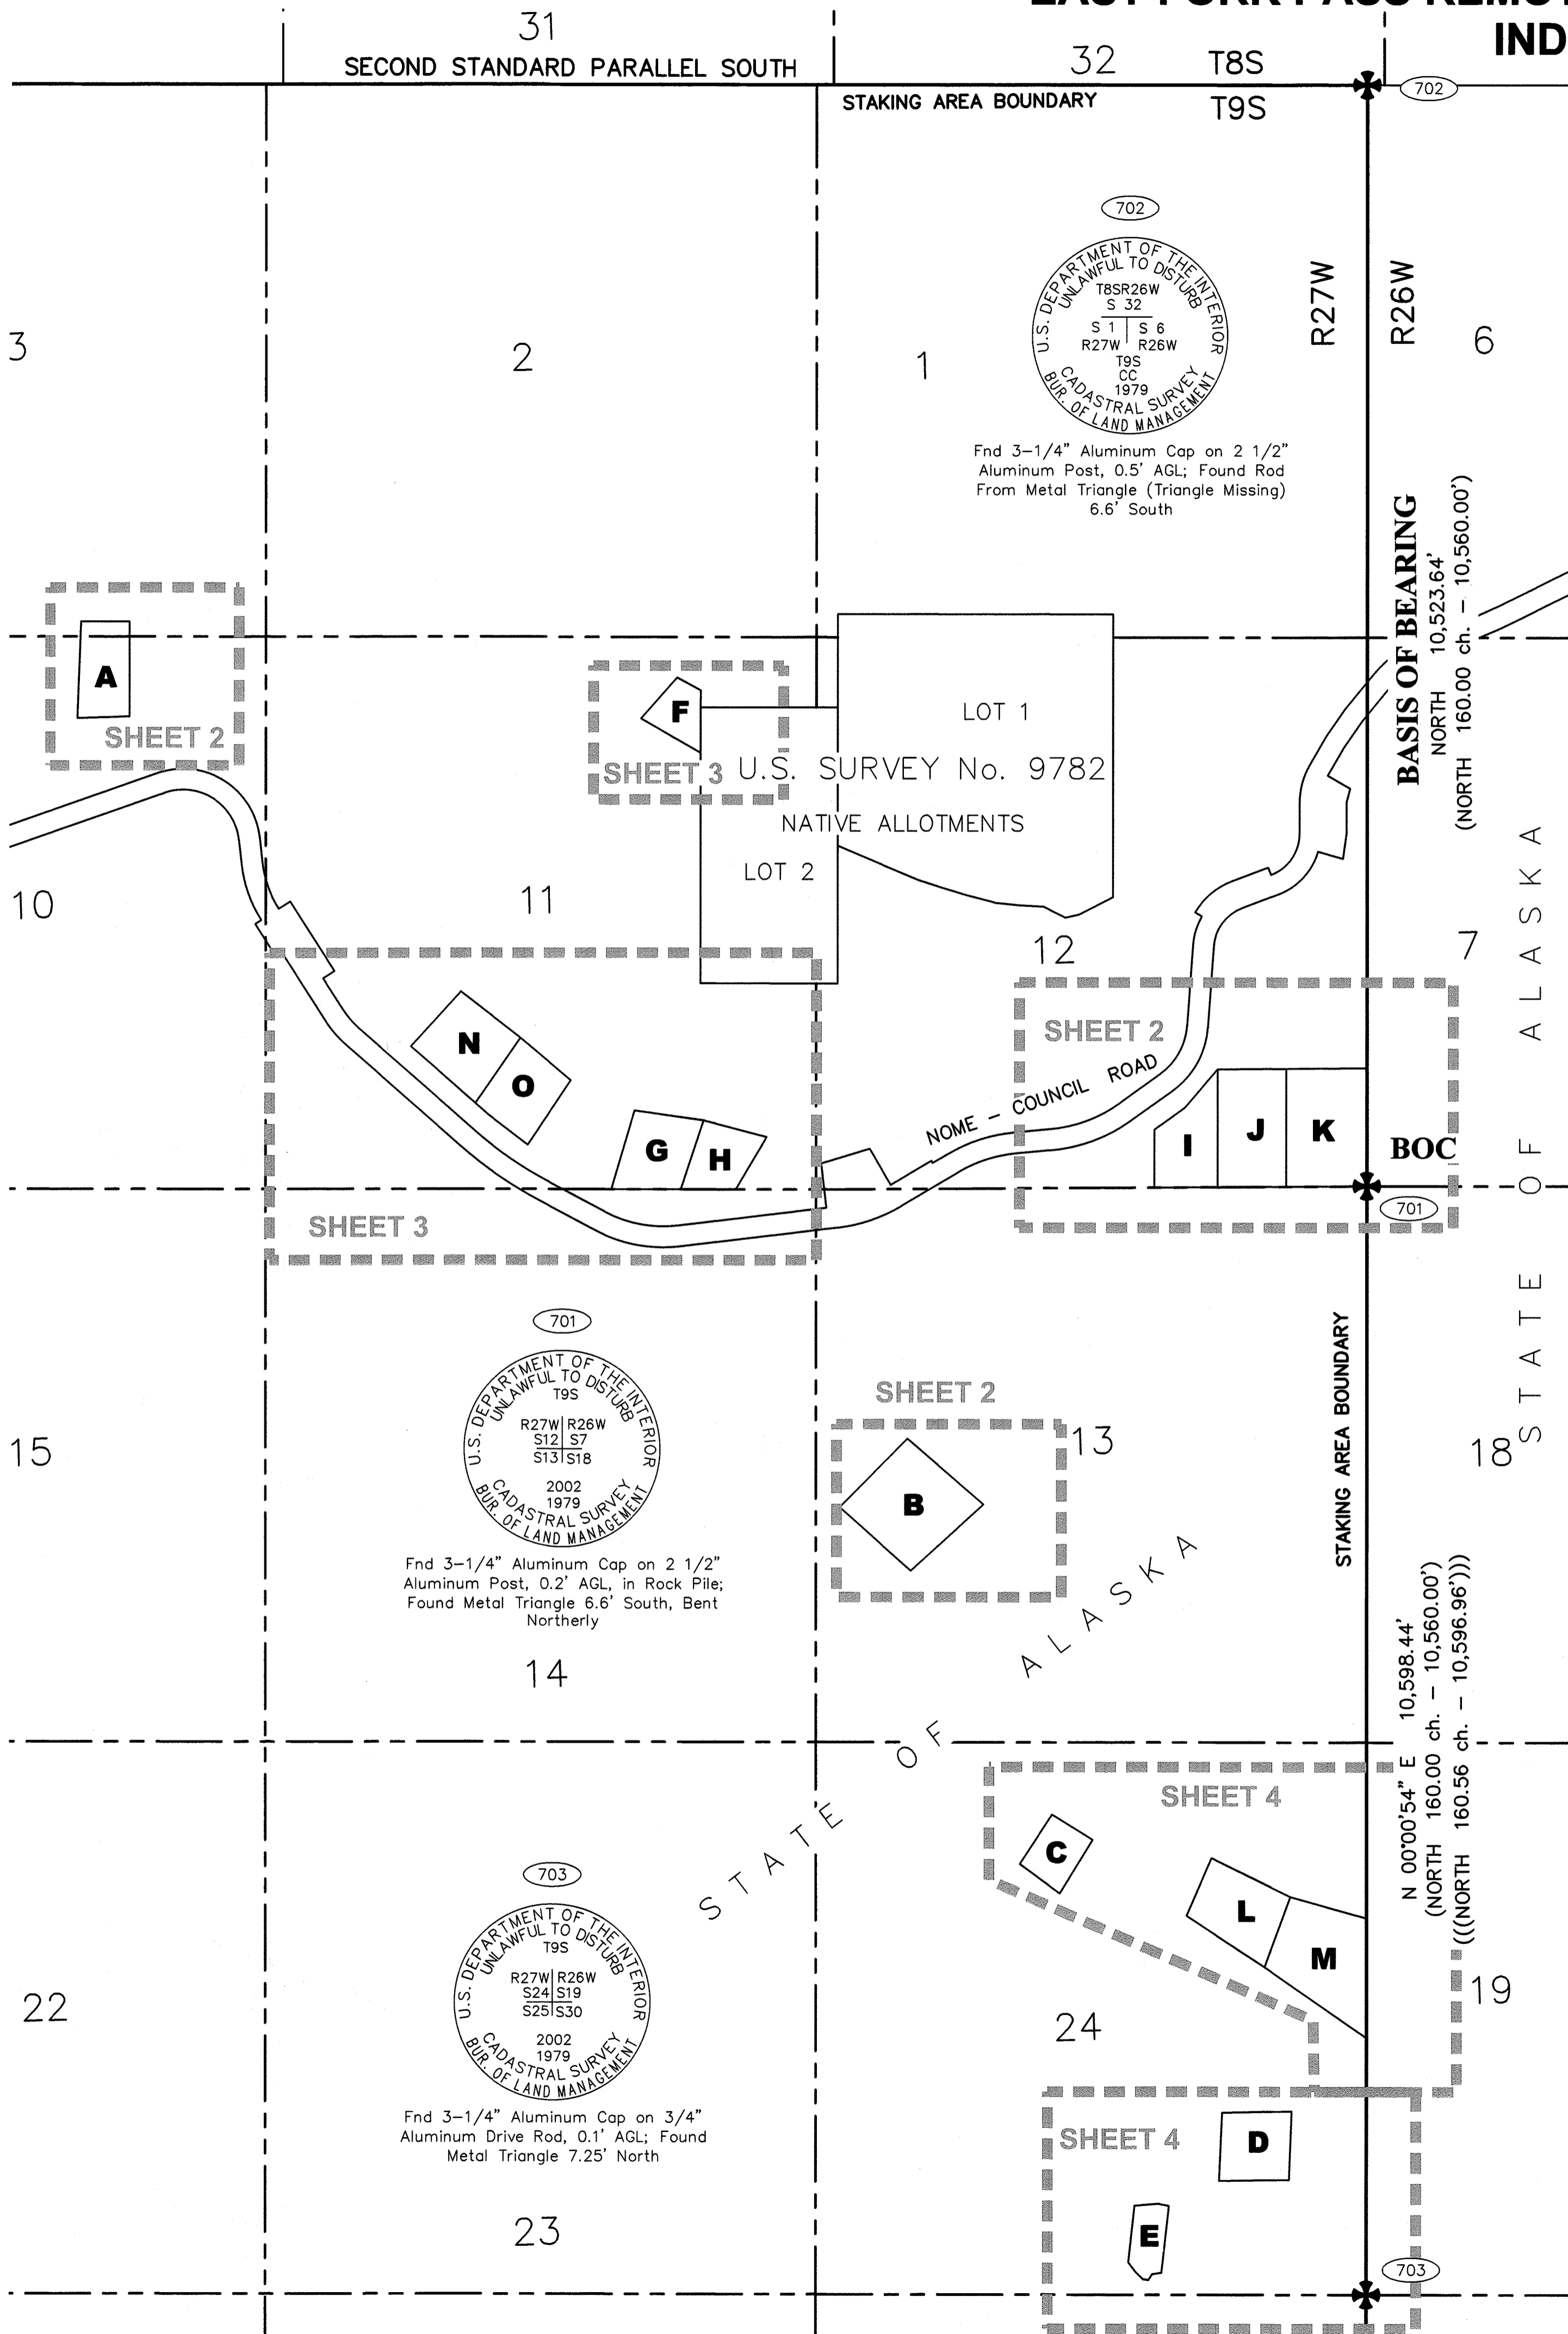 IND
31
SECOND STANDARD PARALLEL SOUTH
32
T8S
STAKING AREA BOUNDARY
T9S
702
702
U.S. DEPARTMENT OF THE INTERIOR
UNLAWFUL TO DISTURB
T8SR26W
S 32
S 1 S 6
R27W R26W
T9S
CC
1979
CADASTRAL SURVEY
BUR. OF LAND MANAGEMENT
Fnd 3-1/4" Aluminum Cap on 2 1/2"
Aluminum Post, 0.5' AGL; Found Rod
From Metal Triangle (Triangle Missing)
6.6' South
R27W
R26W
3
2
1
6
BASIS OF BEARING
NORTH 10,523.64'
(NORTH 160.00 ch. - 10,560.00')
A
SHEET 2
F
SHEET 3
LOT 1
U.S. SURVEY No. 9782
NATIVE ALLOTMENTS
LOT 2
10
11
12
7
STATE OF ALASKA
SHEET 2
NOME - COUNCIL ROAD
N
O
G
H
I
J
K
BOC
701
SHEET 3
701
U.S. DEPARTMENT OF THE INTERIOR
UNLAWFUL TO DISTURB
T9S
R27W R26W
S12 S7
S13 S18
2002
1979
CADASTRAL SURVEY
BUR. OF LAND MANAGEMENT
Fnd 3-1/4" Aluminum Cap on 2 1/2"
Aluminum Post, 0.2' AGL, in Rock Pile;
Found Metal Triangle 6.6' South, Bent
Northerly
STAKING AREA BOUNDARY
SHEET 2
B
15
14
13
18
STATE OF ALASKA
N 00°00'54" E 10,598.44'
(NORTH 160.00 ch. - 10,560.00')
(((NORTH 160.56 ch. - 10,596.96')))
SHEET 4
C
L
M
703
U.S. DEPARTMENT OF THE INTERIOR
UNLAWFUL TO DISTURB
T9S
R27W R26W
S24 S19
S25 S30
2002
1979
CADASTRAL SURVEY
BUR. OF LAND MANAGEMENT
Fnd 3-1/4" Aluminum Cap on 3/4"
Aluminum Drive Rod, 0.1' AGL; Found
Metal Triangle 7.25' North
22
23
24
19
SHEET 4
D
E
703